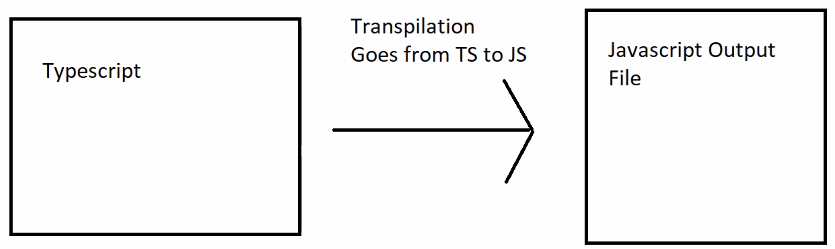 Typescript
Transpilation
Goes from TS to JS
Javascript Output
File